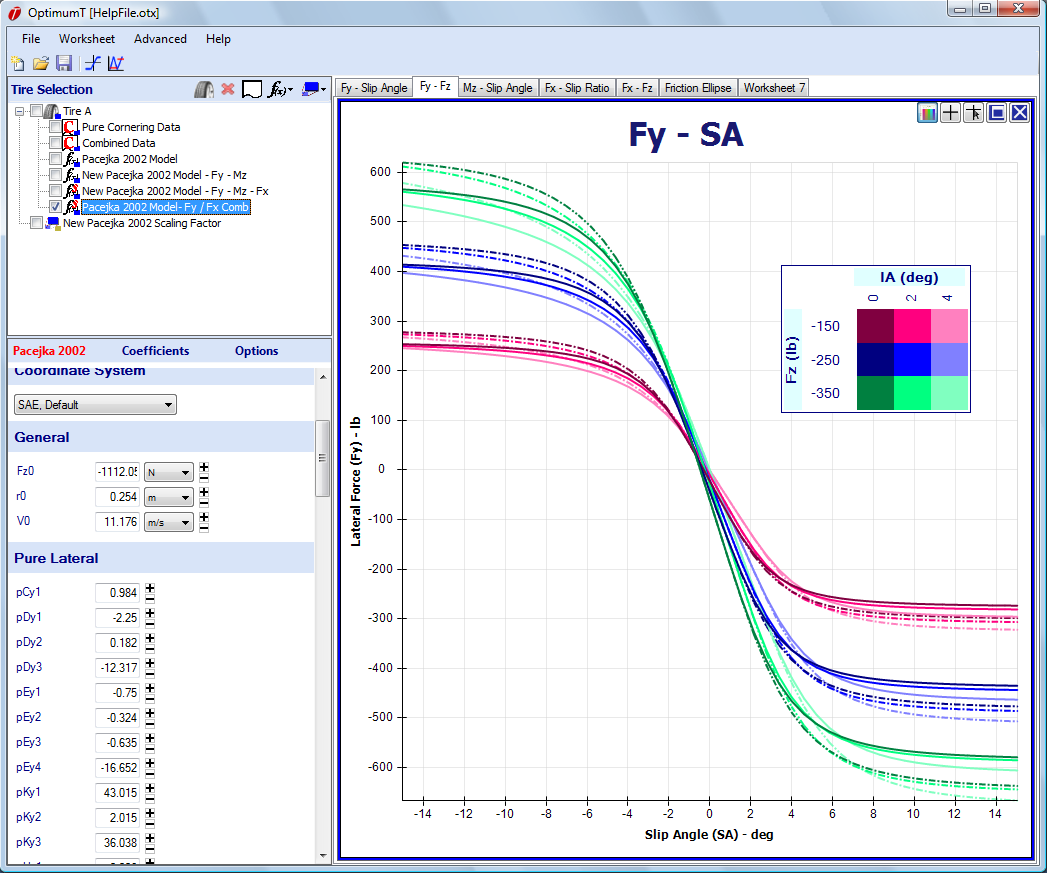 OptimumT [HelpFile.otx]
File Worksheet Advanced Help
Tire Selection
f(x)
Tire A
Pure Cornering Data
Combined Data
Pacejka 2002 Model
New Pacejka 2002 Model - Fy - Mz
New Pacejka 2002 Model - Fy - Mz - Fx
Pacejka 2002 Model- Fy / Fx Comb
New Pacejka 2002 Scaling Factor
Pacejka 2002 Coefficients Options
Coordinate System
SAE, Default
General
Fz0 -1112.05 N
r0 0.254 m
V0 11.176 m/s
Pure Lateral
pCy1 0.984
pDy1 -2.25
pDy2 0.182
pDy3 -12.317
pEy1 -0.75
pEy2 -0.324
pEy3 -0.635
pEy4 -16.652
pKy1 43.015
pKy2 2.015
pKy3 36.038
Fy - Slip Angle Fy - Fz Mz - Slip Angle Fx - Slip Ratio Fx - Fz Friction Ellipse Worksheet 7
Fy - SA
600
500
400
300
200
100
0
-100
-200
-300
-400
-500
-600
Lateral Force (Fy) - lb
-14 -12 -10 -8 -6 -4 -2 0 2 4 6 8 10 12 14
Slip Angle (SA) - deg
IA (deg)
0 2 4
Fz (lb)
-150
-250
-350